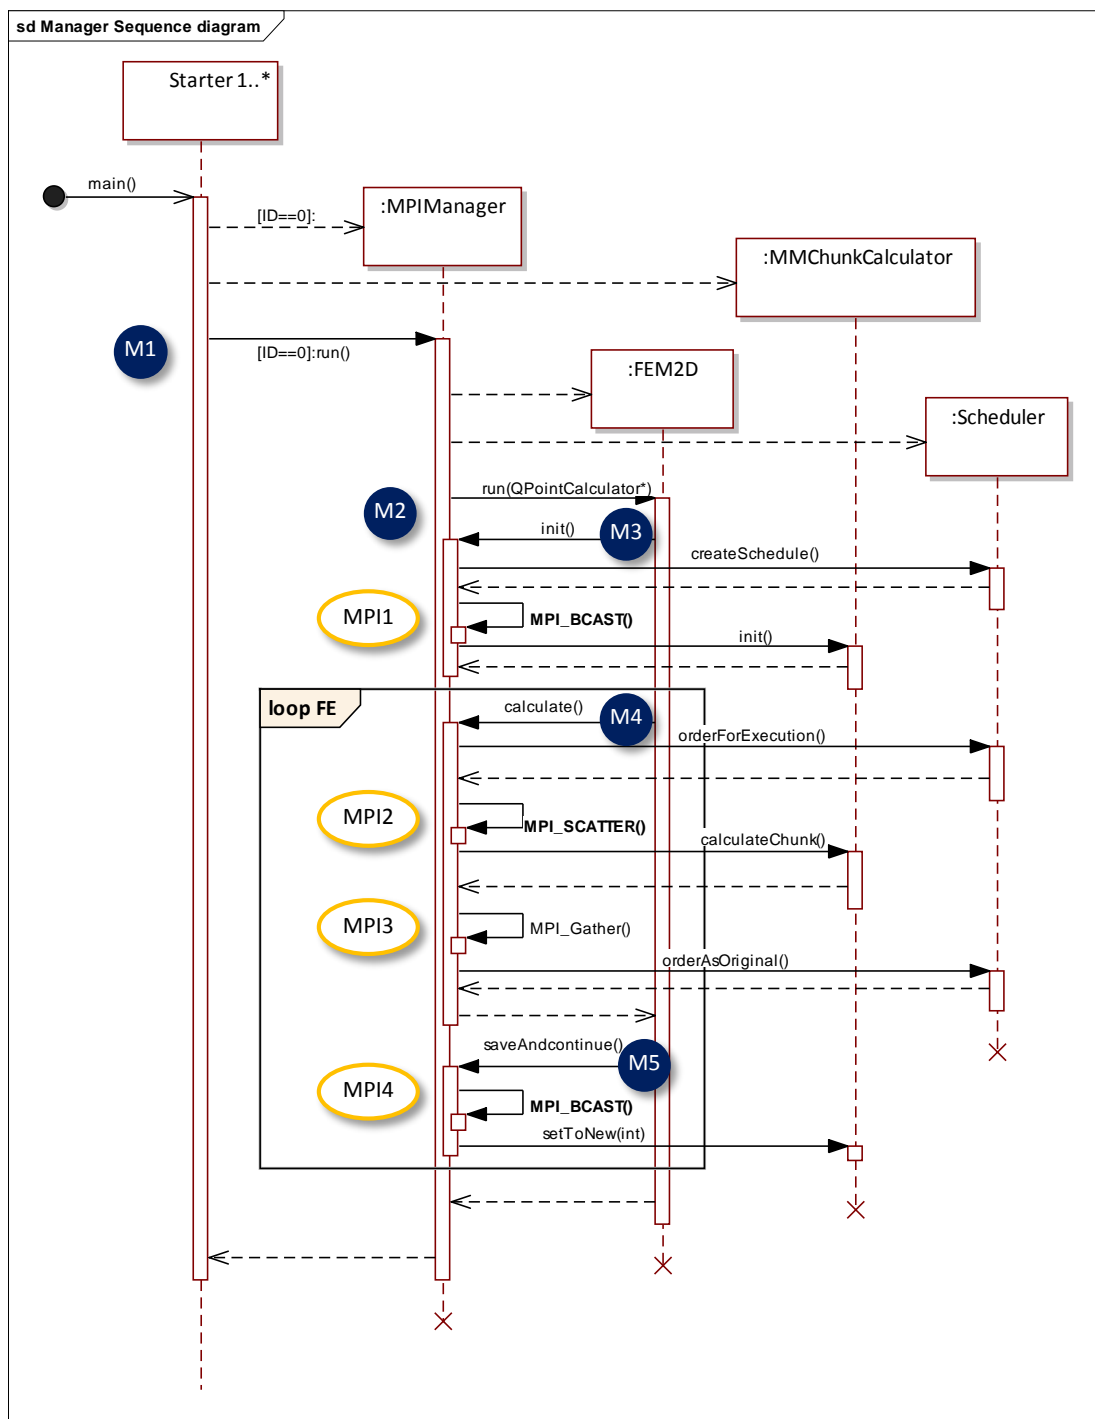 sd Manager Sequence diagram
Starter 1..*
main()
:MPIManager
[ID==0]:
:MMChunkCalculator
M1
[ID==0]:run()
:FEM2D
:Scheduler
run(QPointCalculator*)
M2
init()
M3
createSchedule()
MPI1
MPI_BCAST()
init()
loop FE
calculate()
M4
orderForExecution()
MPI2
MPI_SCATTER()
calculateChunk()
MPI3
MPI_Gather()
orderAsOriginal()
saveAndcontinue()
M5
MPI4
MPI_BCAST()
setToNew(int)